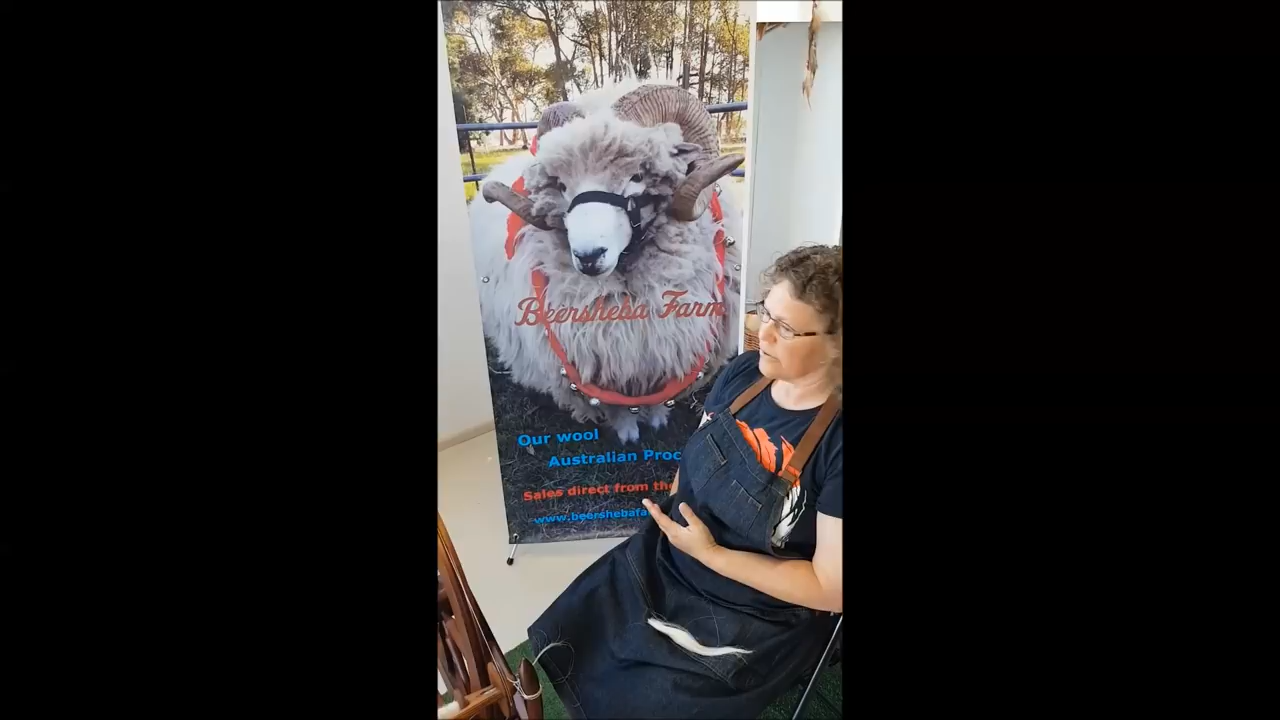 Beersheba Farm
Our wool
Australian Proc
Sales direct from the
www.beershebafa